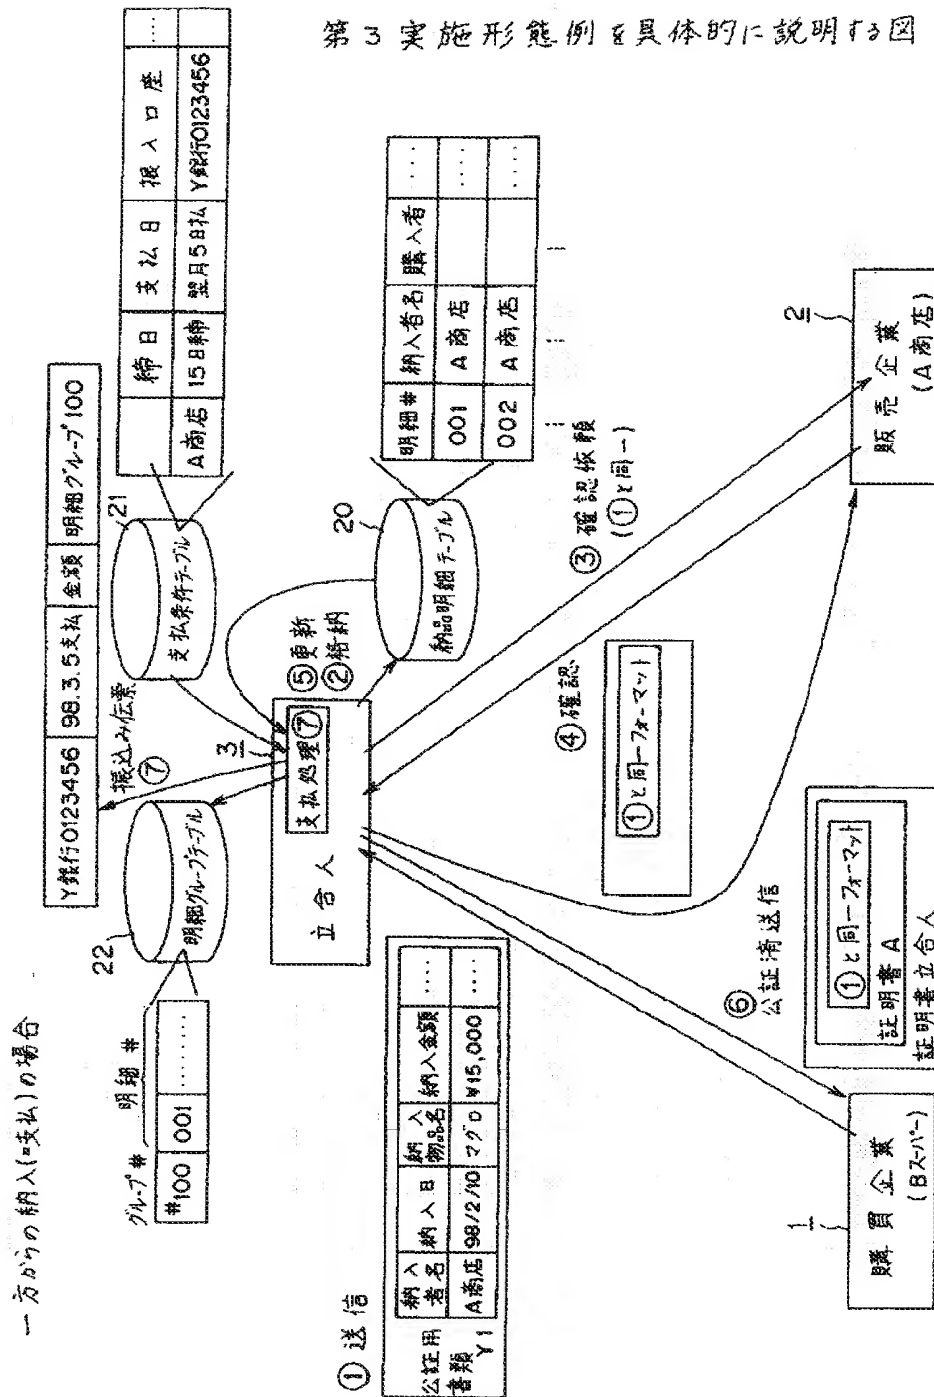 第3実施形態例を具体的に説明する図
一方からの納入(=支払)の場合
Y銀行0123456 98.3.5支払 金額 明細グループ100
振込み伝票
⑦
22
明細グループテーブル
グループ# 明細#
#100 001 ........
21
支払条件テーブル
締日 支払日 振入口座 ....
A商店 15日締 翌月5日払 Y銀行0123456
3
支払処理⑦
立合人
⑤更新
②格納
20
納品明細テーブル
明細# 納入者名 購入者 ....
001 A商店 ....
002 A商店 ....
①送信
公証用
書類
Y1
納入者名 納入日 納入物品名 納入金額 ....
A商店 98/2/10 マグロ ¥15,000 ....
③確認依頼
(①と同一)
④確認
①と同一フォーマット
⑥公証済送信
①と同一フォーマット
証明書A
証明書立合人
1
購買企業
(Bスーパー)
2
販売企業
(A商店)